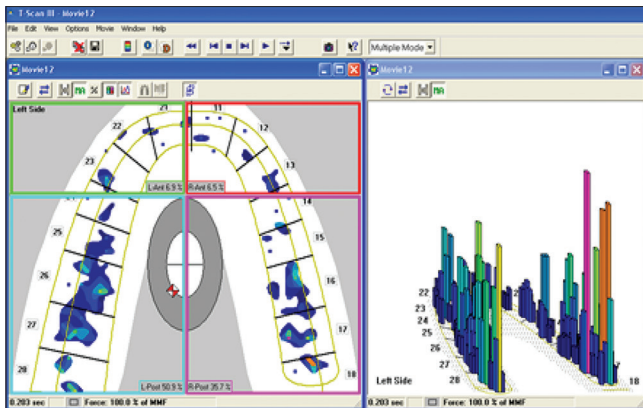 T-Scan III - Movie12
File Edit View Options Movie Window Help
Multiple Mode
Movie12
Left Side
21
11
22
12
23
13
L-Ant 6.9 %
R-Ant 6.5 %
14
25
15
26
16
27
17
28
18
L-Post 50.9 %
R-Post 35.7 %
0.203 sec
Force: 100.0 % of MMF
Movie12
22
23
24
25
26
27
28
18
Left Side
0.203 sec
Force: 100.0 % of MMF